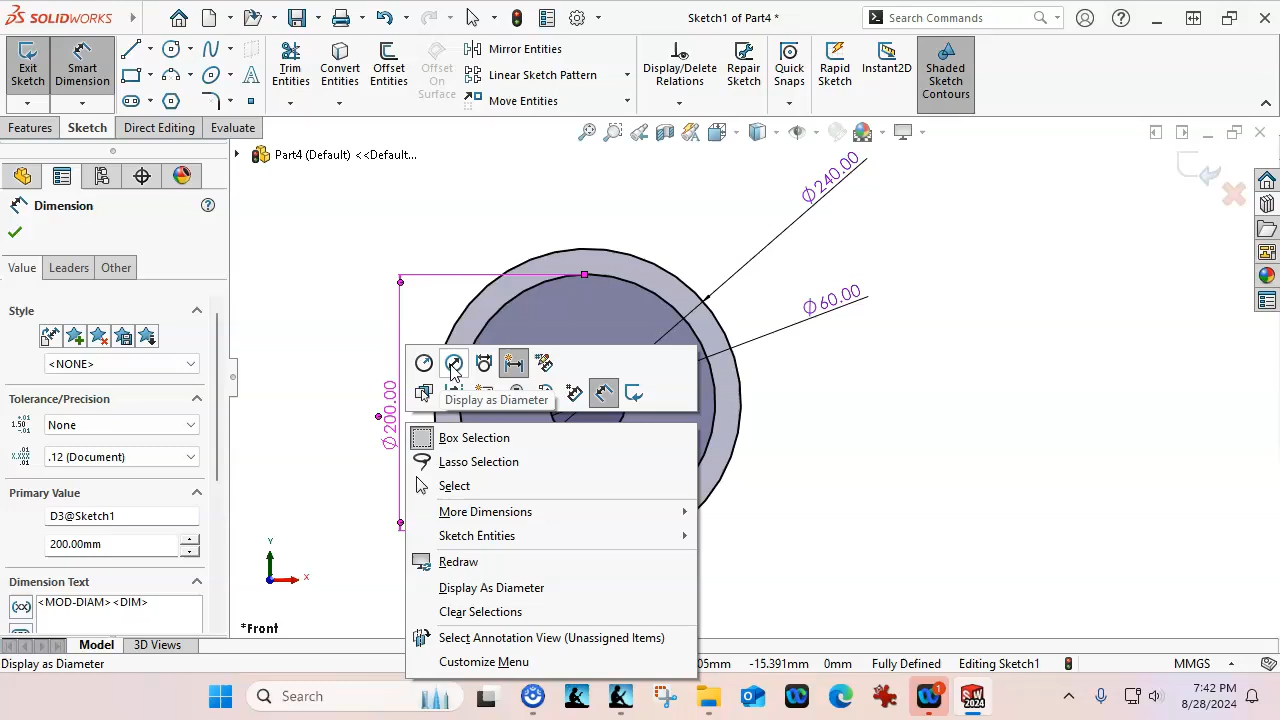 SOLIDWORKS
Sketch1 of Part4 *
Search Commands
Exit Sketch
Smart Dimension
Trim Entities
Convert Entities
Offset Entities
Offset On Surface
Mirror Entities
Linear Sketch Pattern
Move Entities
Display/Delete Relations
Repair Sketch
Quick Snaps
Rapid Sketch
Instant2D
Shaded Sketch Contours
Features
Sketch
Direct Editing
Evaluate
Part4 (Default) <<Default...
Dimension
Value
Leaders
Other
Style
<NONE>
Tolerance/Precision
None
.12 (Document)
Primary Value
D3@Sketch1
200.00mm
Dimension Text
<MOD-DIAM><DIM>
∅240.00
∅60.00
∅200.00
Display as Diameter
Box Selection
Lasso Selection
Select
More Dimensions
Sketch Entities
Redraw
Display As Diameter
Clear Selections
Select Annotation View (Unassigned Items)
Customize Menu
Y
X
*Front
Model
3D Views
Display as Diameter
-15.391mm
0mm
Fully Defined
Editing Sketch1
MMGS
Search
7:42 PM
8/28/2024